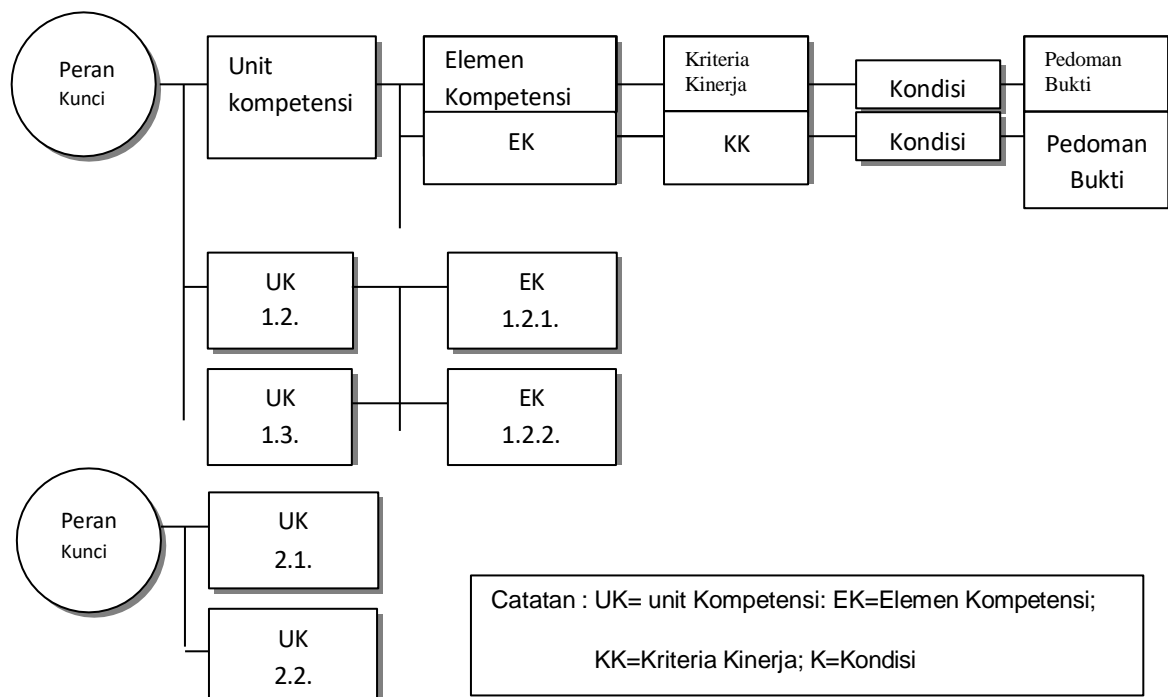 Peran
Kunci
Unit
kompetensi
Elemen
Kompetensi
Kriteria
Kinerja
Kondisi
Pedoman
Bukti
EK
KK
Kondisi
Pedoman
Bukti
UK
1.2.
EK
1.2.1.
UK
1.3.
EK
1.2.2.
Peran
Kunci
UK
2.1.
UK
2.2.
Catatan : UK= unit Kompetensi: EK=Elemen Kompetensi;
KK=Kriteria Kinerja; K=Kondisi